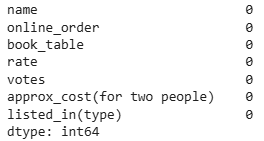 name 0
online_order 0
book_table 0
rate 0
votes 0
approx_cost(for two people) 0
listed_in(type) 0
dtype: int64